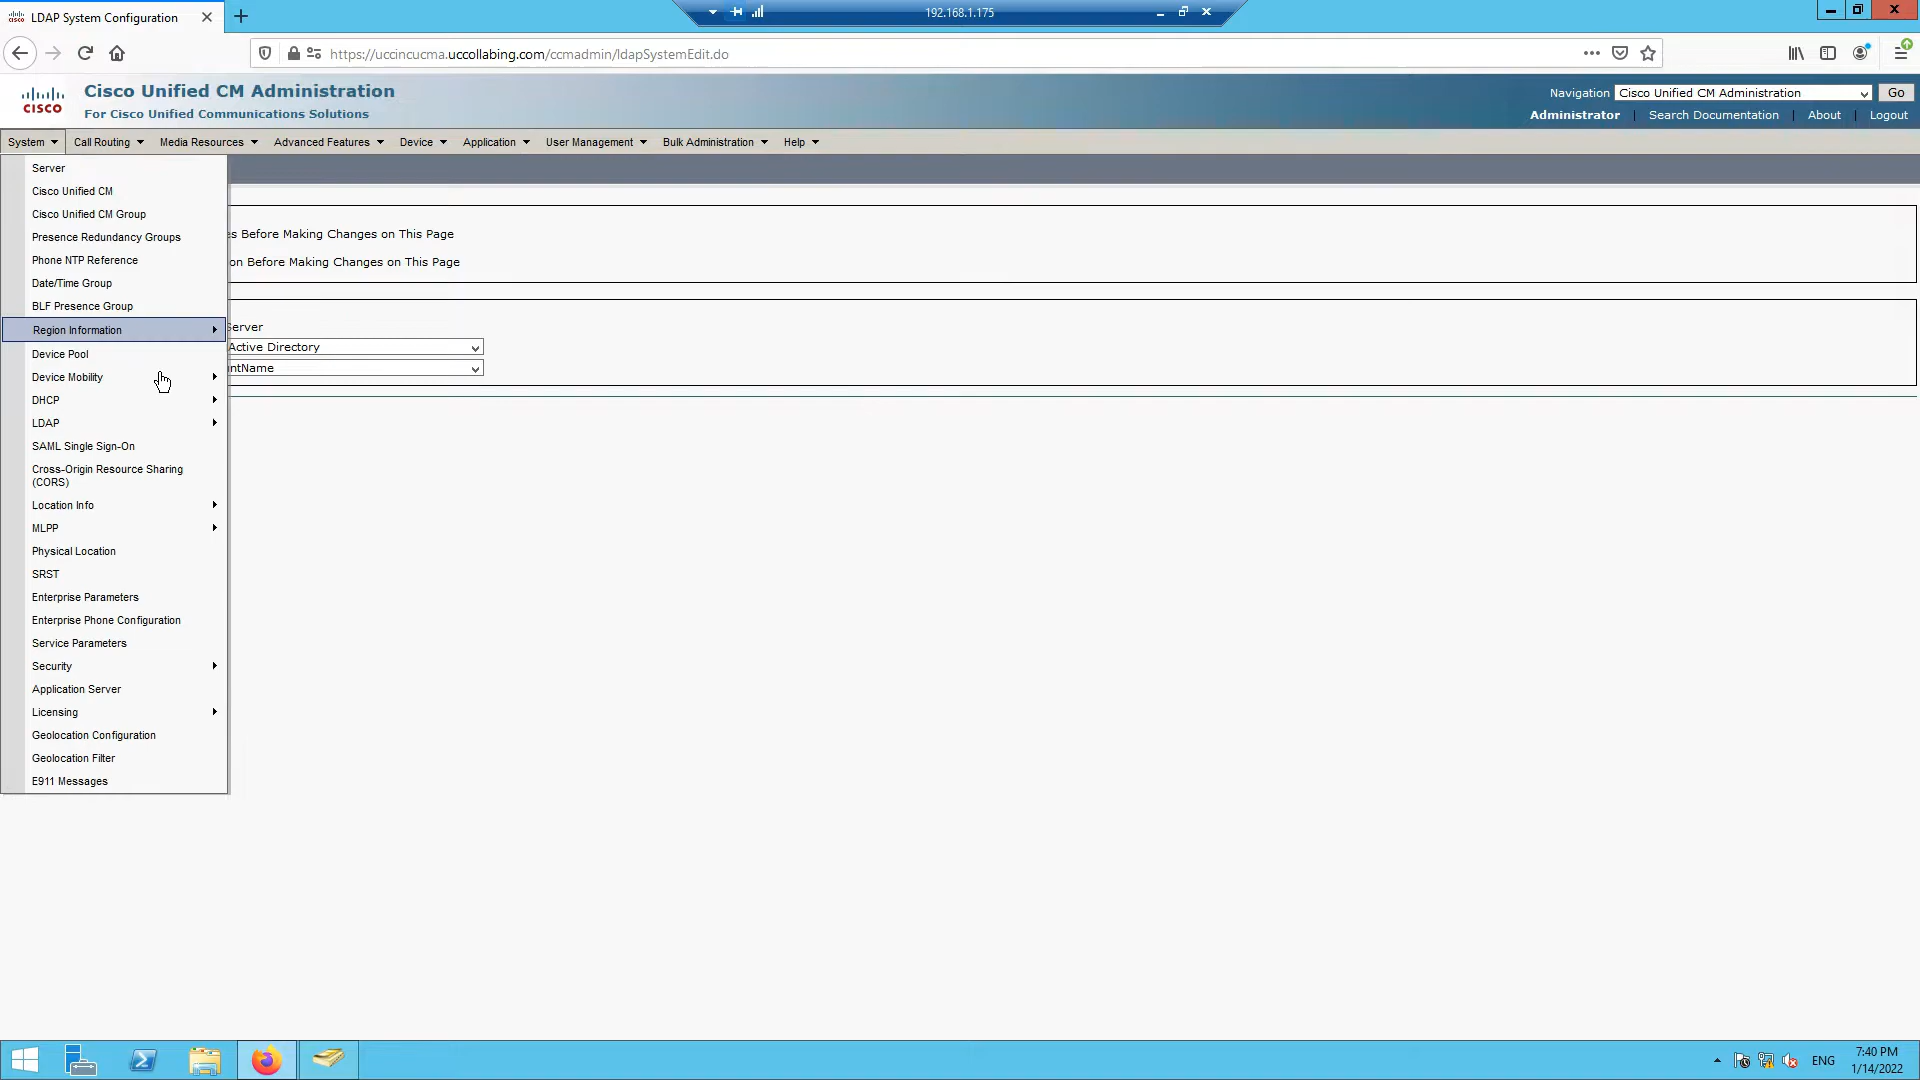 LDAP System Configuration
192.168.1.175
https://uccincucma.uccollabing.com/ccmadmin/ldapSystemEdit.do
CISCO
Cisco Unified CM Administration
For Cisco Unified Communications Solutions
Navigation Cisco Unified CM Administration Go
Administrator | Search Documentation | About | Logout
System Call Routing Media Resources Advanced Features Device Application User Management Bulk Administration Help
Server
Cisco Unified CM
Cisco Unified CM Group
Presence Redundancy Groups
Phone NTP Reference
Date/Time Group
BLF Presence Group
Region Information
Device Pool
Device Mobility
DHCP
LDAP
SAML Single Sign-On
Cross-Origin Resource Sharing
(CORS)
Location Info
MLPP
Physical Location
SRST
Enterprise Parameters
Enterprise Phone Configuration
Service Parameters
Security
Application Server
Licensing
Geolocation Configuration
Geolocation Filter
E911 Messages
es Before Making Changes on This Page
on Before Making Changes on This Page
Server
Active Directory
ntName
ENG
7:40 PM
1/14/2022